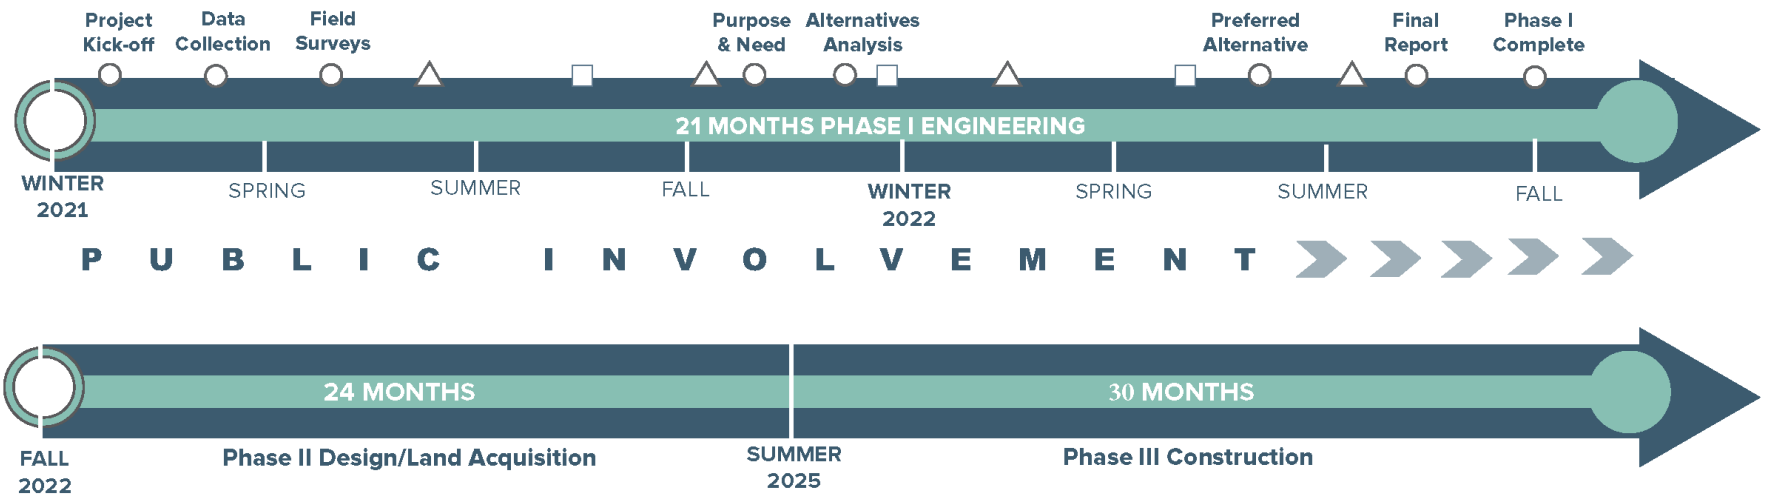 Project
Kick-off
Data
Collection
Field
Surveys
Purpose
& Need
Alternatives
Analysis
Preferred
Alternative
Final
Report
Phase I
Complete
21 MONTHS PHASE I ENGINEERING
WINTER
2021
SPRING
SUMMER
FALL
WINTER
2022
SPRING
SUMMER
FALL
PUBLIC INVOLVEMENT
24 MONTHS
30 MONTHS
FALL
2022
Phase II Design/Land Acquisition
SUMMER
2025
Phase III Construction